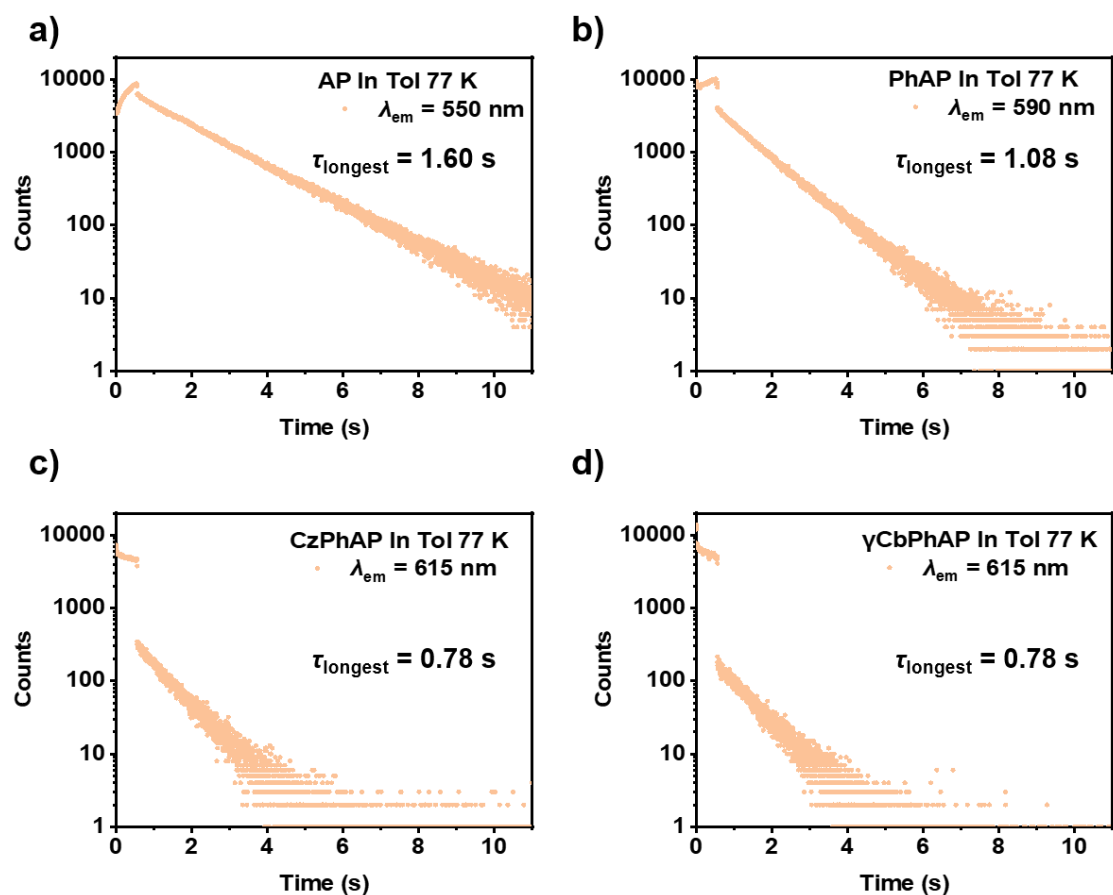 a)
AP In Tol 77 K
λem = 550 nm
τlongest = 1.60 s
10000
1000
100
10
1
Counts
0 2 4 6 8 10
Time (s)
b)
PhAP In Tol 77 K
λem = 590 nm
τlongest = 1.08 s
10000
1000
100
10
1
Counts
0 2 4 6 8 10
Time (s)
c)
CzPhAP In Tol 77 K
λem = 615 nm
τlongest = 0.78 s
10000
1000
100
10
1
Counts
0 2 4 6 8 10
Time (s)
d)
γCbPhAP In Tol 77 K
λem = 615 nm
τlongest = 0.78 s
10000
1000
100
10
1
Counts
0 2 4 6 8 10
Time (s)